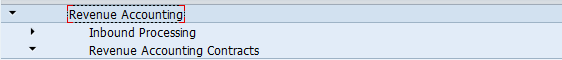 Revenue Accounting
Inbound Processing
Revenue Accounting Contracts